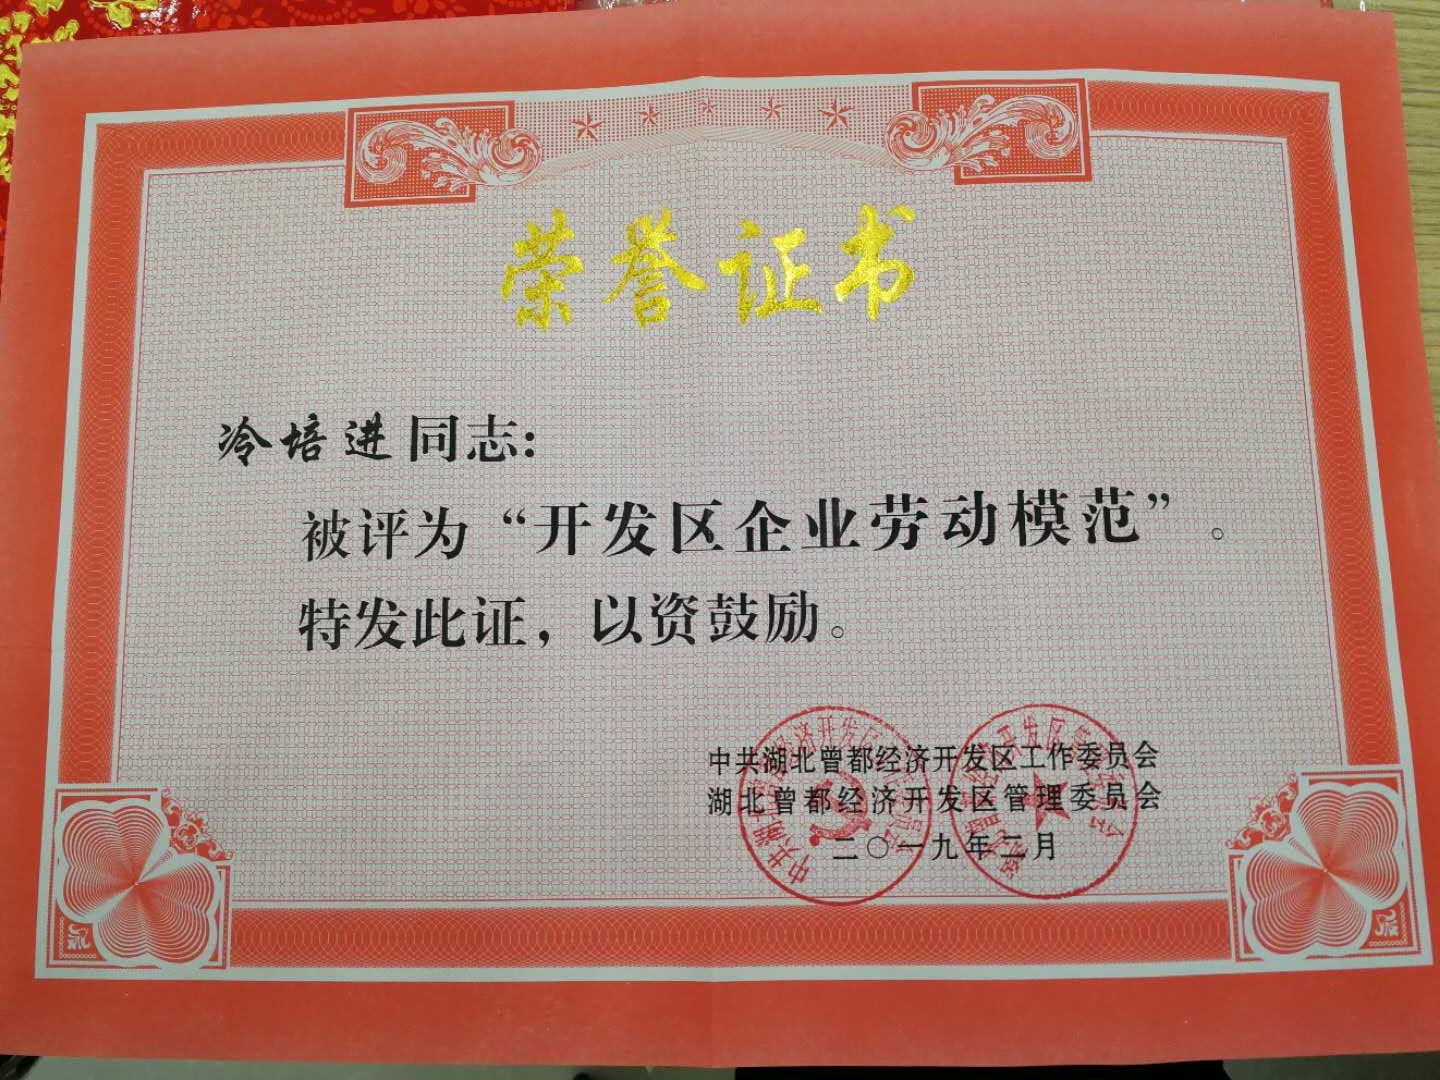 荣誉证书
冷培进同志：
被评为“开发区企业劳动模范”。
特发此证，以资鼓励。
中共湖北曾都经济开发区工作委员会
湖北曾都经济开发区管理委员会
二〇一九年二月